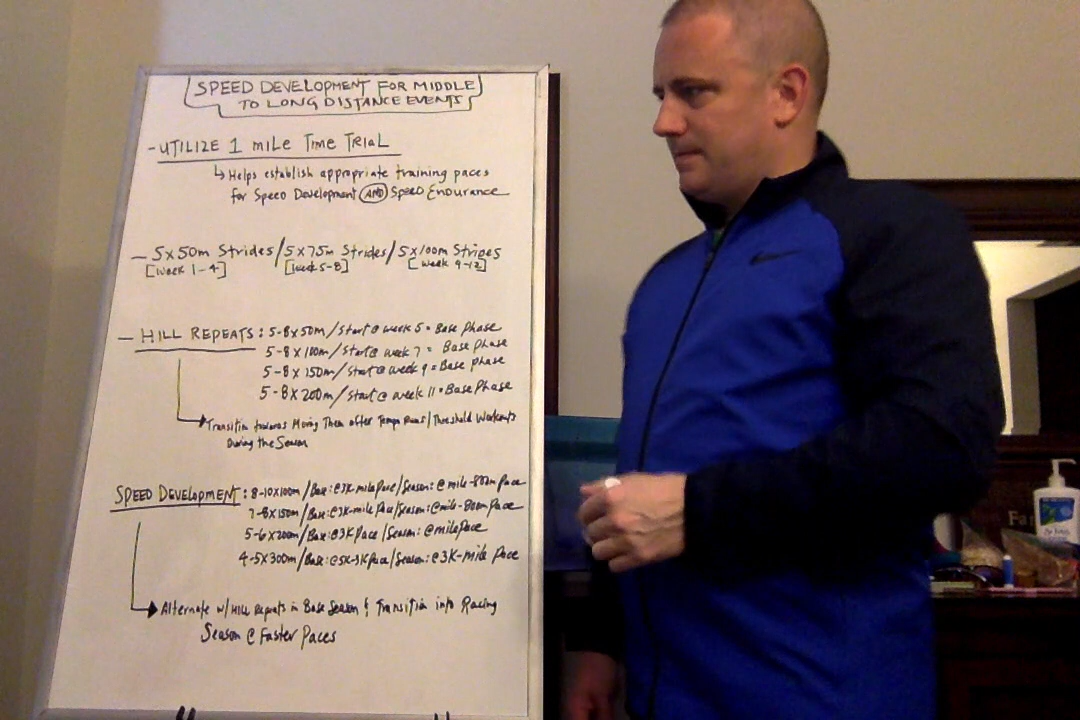 SPEED DEVELOPMENT FOR MIDDLE
TO LONG DISTANCE EVENTS
- UTILIZE 1 MILE TIME TRIAL
↳ Helps establish appropriate training paces
for Speed Development AND Speed Endurance
- 5x50m Strides/5x75m Strides/5x100m Strides
[week 1-4] [week 5-8] [week 9-12]
- HILL REPEATS: 5-8x50m/Start@ week 5 = Base Phase
5-8x100m/Start@ week 7 = Base Phase
5-8x150m/Start@ week 9 = Base Phase
5-8x200m/Start@ week 11 = Base Phase
Transition towards Moving Them after Tempo Runs/Threshold Workouts
During the Season
SPEED DEVELOPMENT: 8-10x100m/Base:@3K-mile Pace/Season:@mile-800m Pace
7-8x150m/Base:@3K-mile Pace/Season:@mile-800m Pace
5-6x200m/Base:@3K Pace/Season:@mile Pace
4-5x300m/Base:@5K-3K Pace/Season:@3K-mile Pace
Alternate w/Hill Repeats in Base Season & Transition into Racing
Season @ Faster Paces